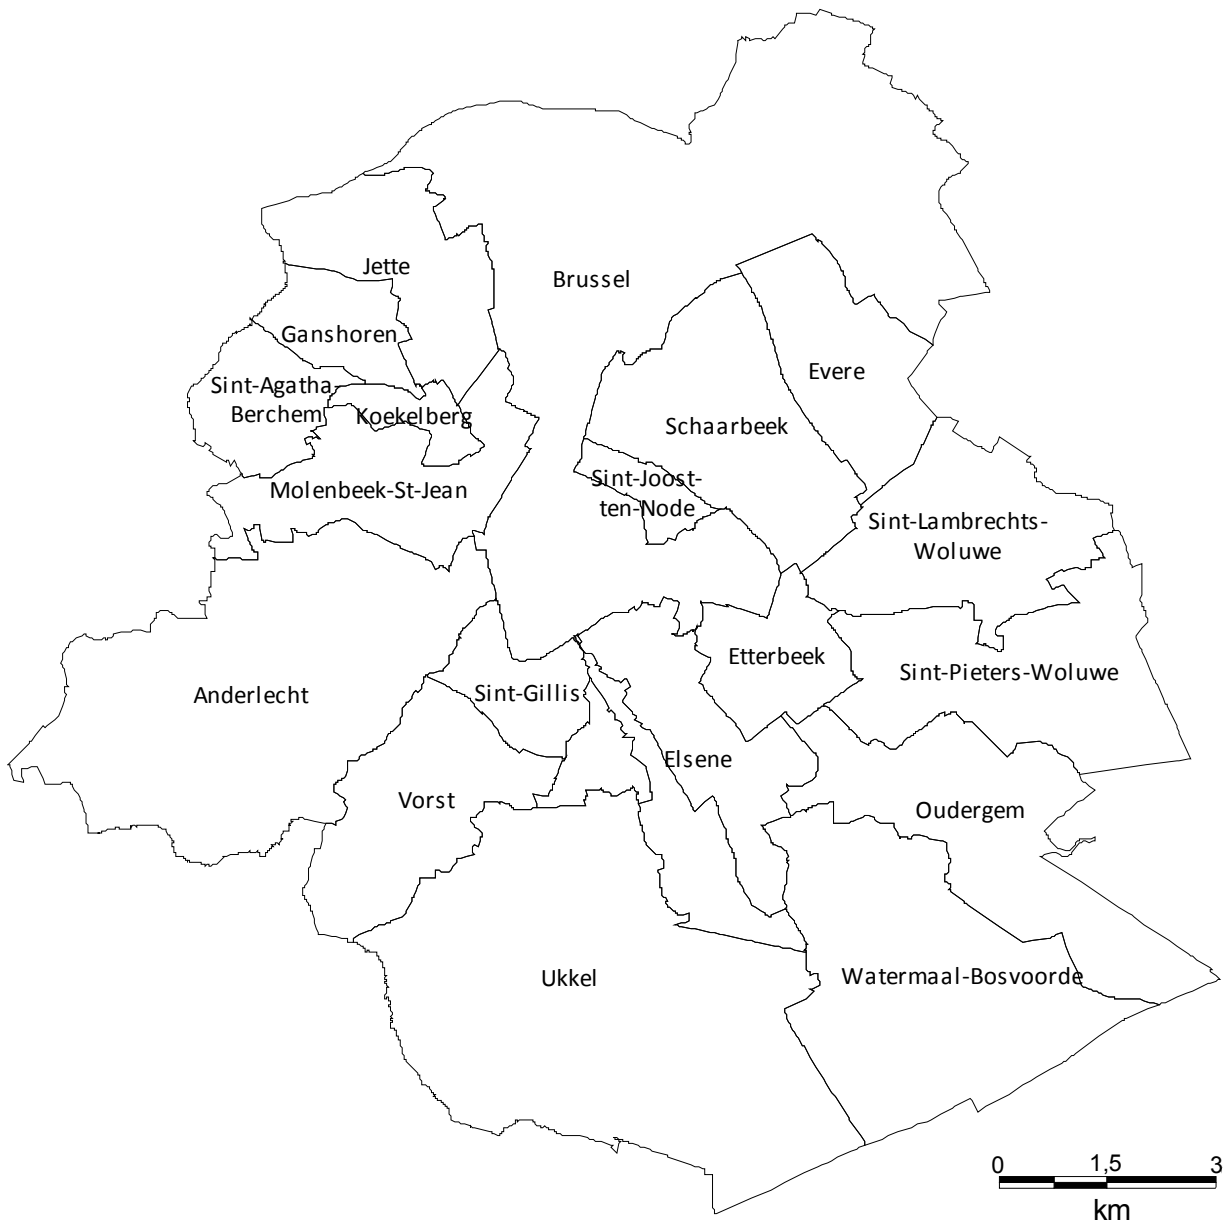 Jette
Brussel
Ganshoren
Evere
Sint-Agatha-
Berchem
Koekelberg
Schaarbeek
Molenbeek-St-Jean
Sint-Joost-
ten-Node
Sint-Lambrechts-
Woluwe
Etterbeek
Sint-Pieters-Woluwe
Anderlecht
Sint-Gillis
Elsene
Vorst
Oudergem
Ukkel
Watermaal-Bosvoorde
0 1,5 3
km